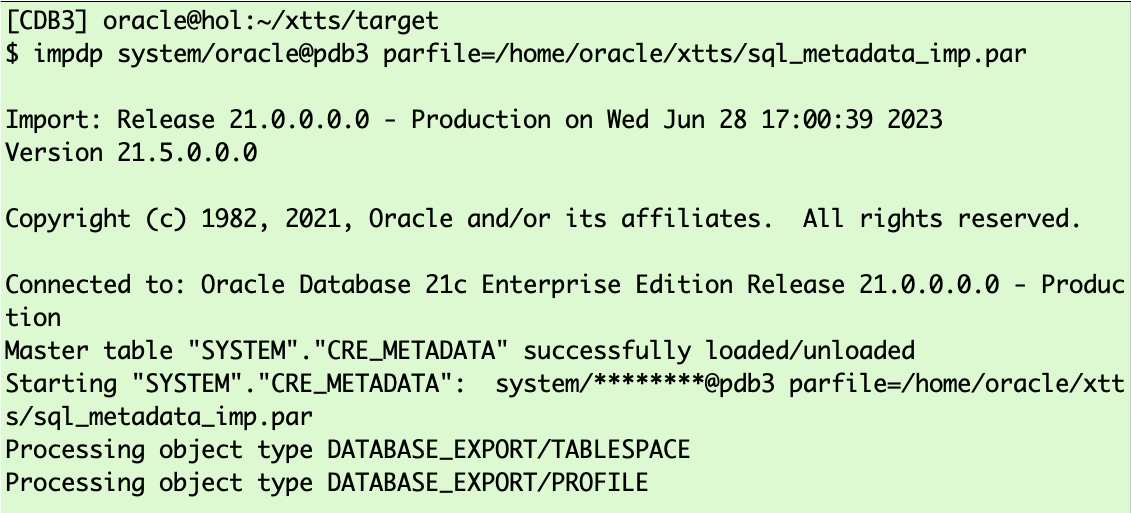 [CDB3] oracle@hol:~/xtts/target
$ impdp system/oracle@pdb3 parfile=/home/oracle/xtts/sql_metadata_imp.par
Import: Release 21.0.0.0.0 - Production on Wed Jun 28 17:00:39 2023
Version 21.5.0.0.0
Copyright (c) 1982, 2021, Oracle and/or its affiliates.  All rights reserved.
Connected to: Oracle Database 21c Enterprise Edition Release 21.0.0.0.0 - Produc
tion
Master table "SYSTEM"."CRE_METADATA" successfully loaded/unloaded
Starting "SYSTEM"."CRE_METADATA":  system/********@pdb3 parfile=/home/oracle/xtt
s/sql_metadata_imp.par
Processing object type DATABASE_EXPORT/TABLESPACE
Processing object type DATABASE_EXPORT/PROFILE